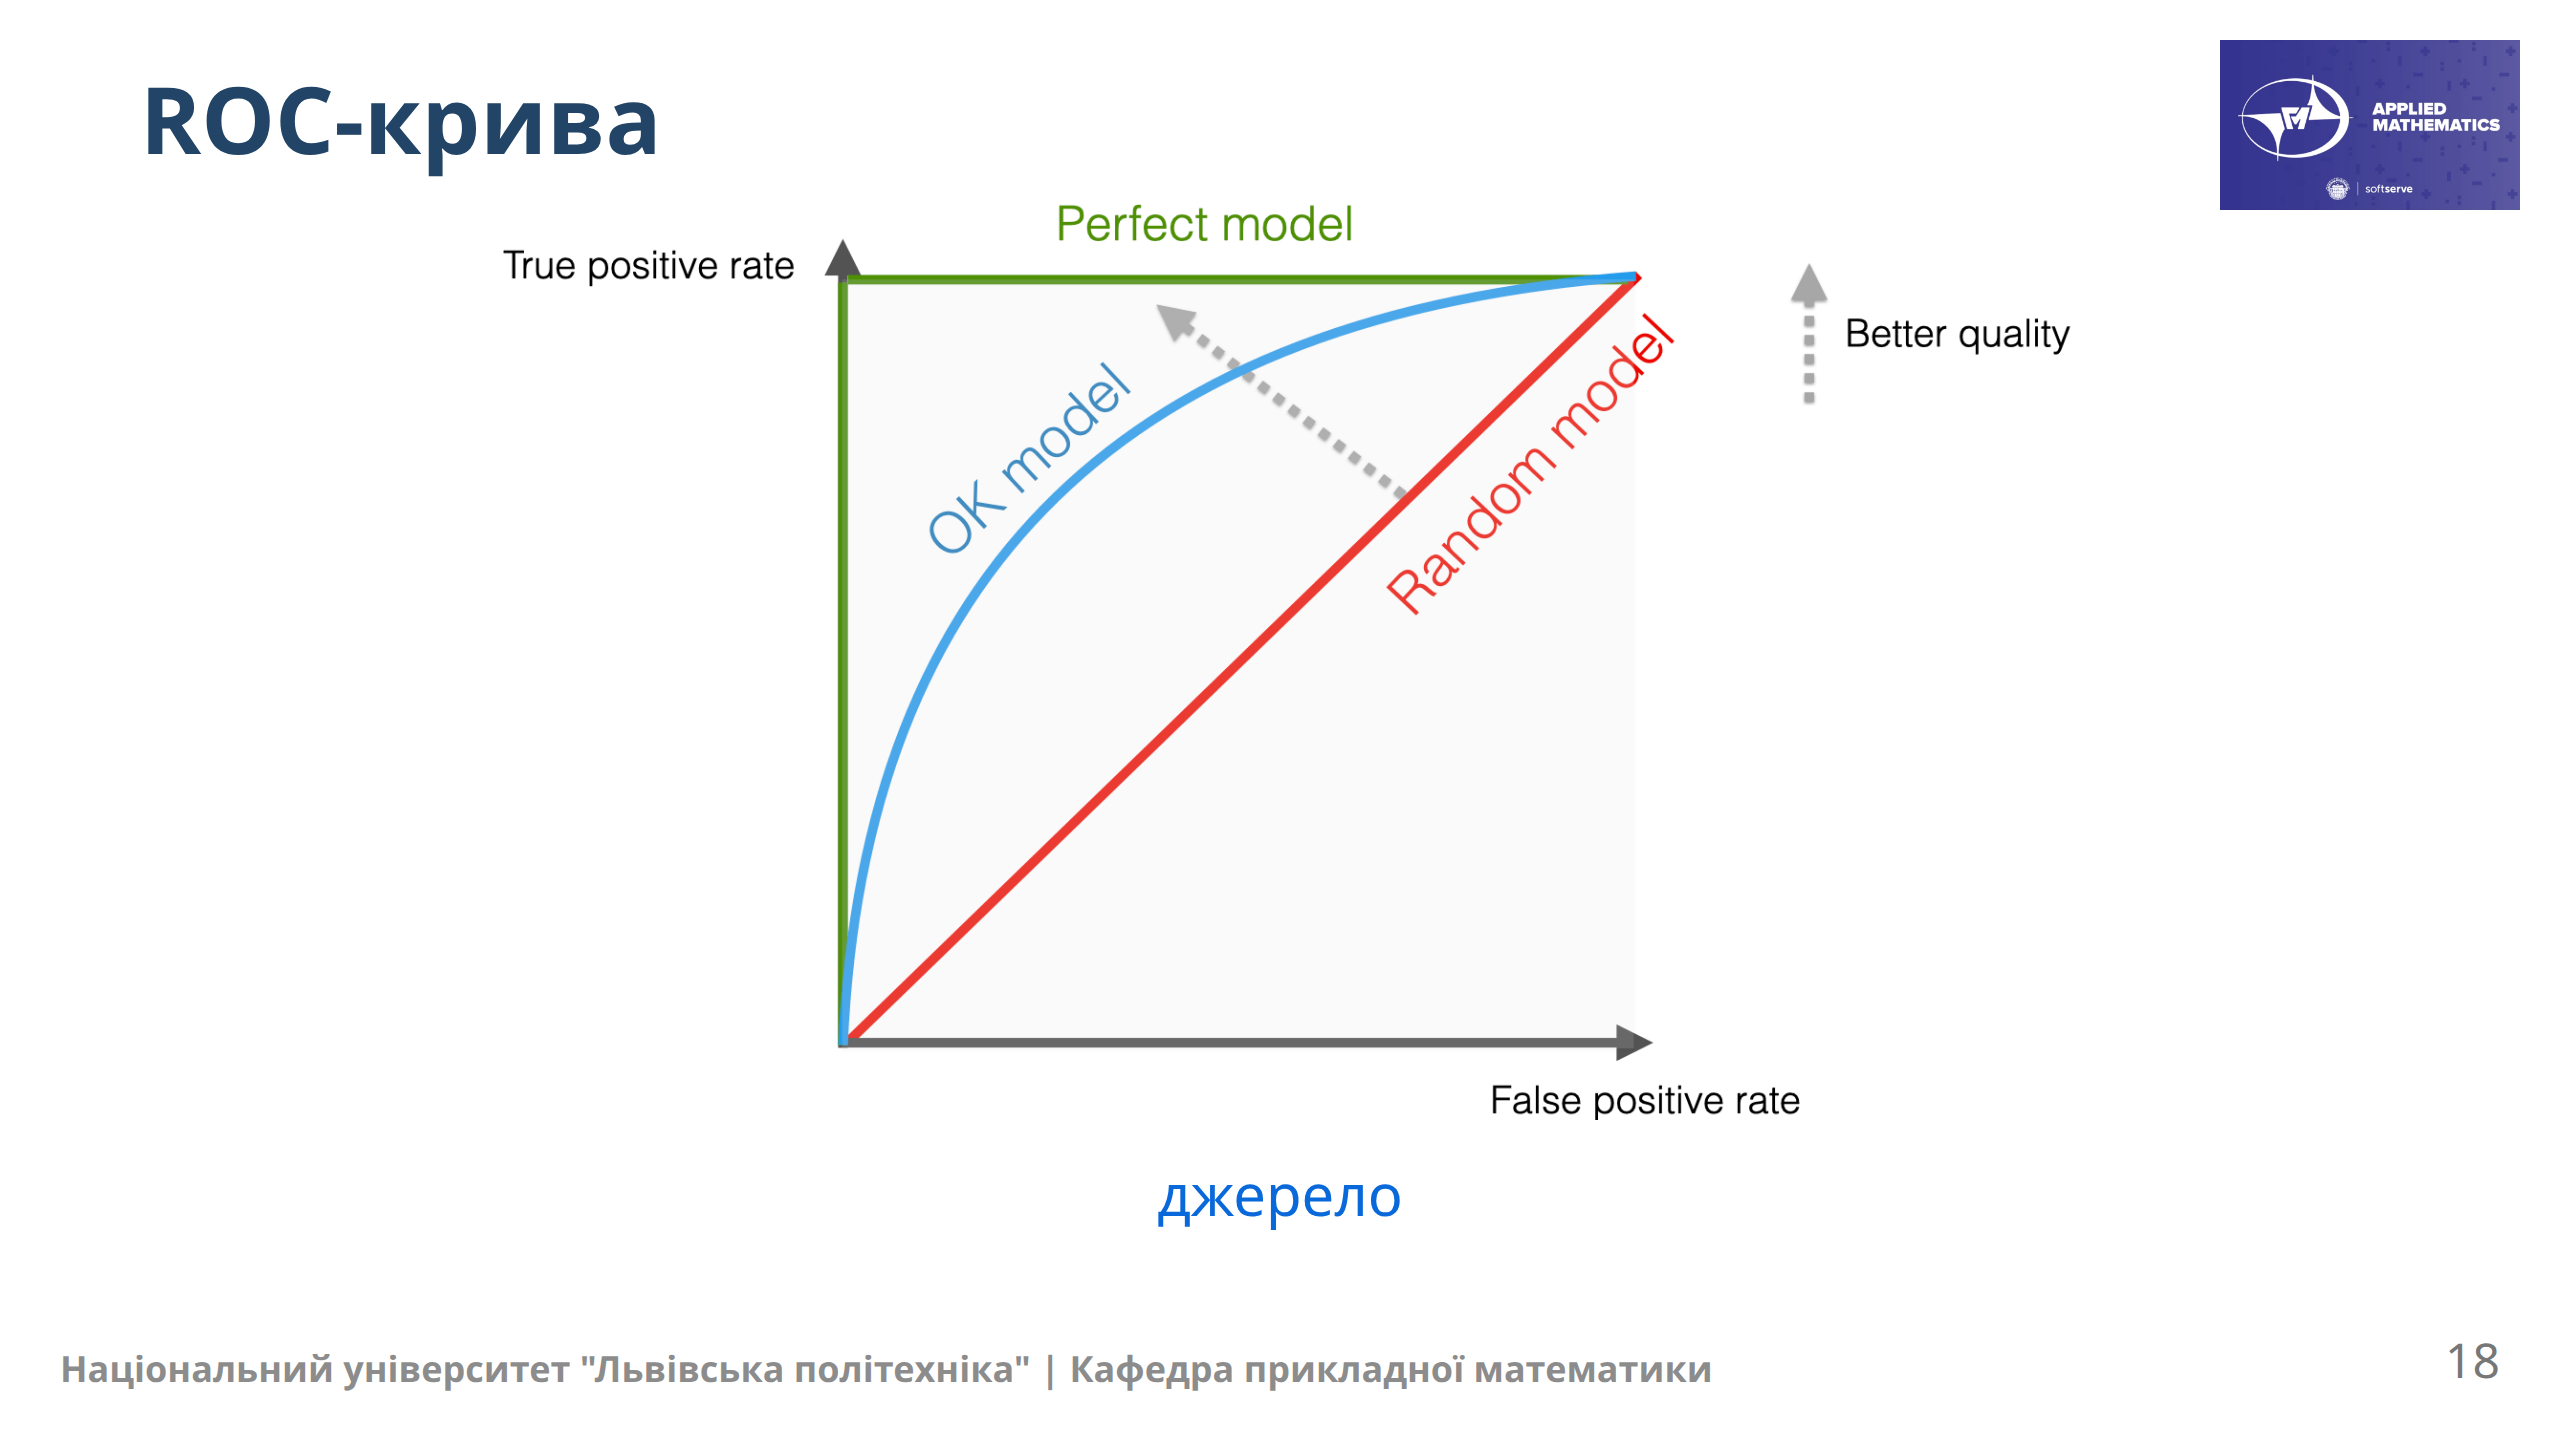 ROC-крива
APPLIED
MATHEMATICS
softserve
Perfect model
True positive rate
Better quality
OK model
Random model
False positive rate
джерело
Національний університет "Львівська політехніка" | Кафедра прикладної математики
18